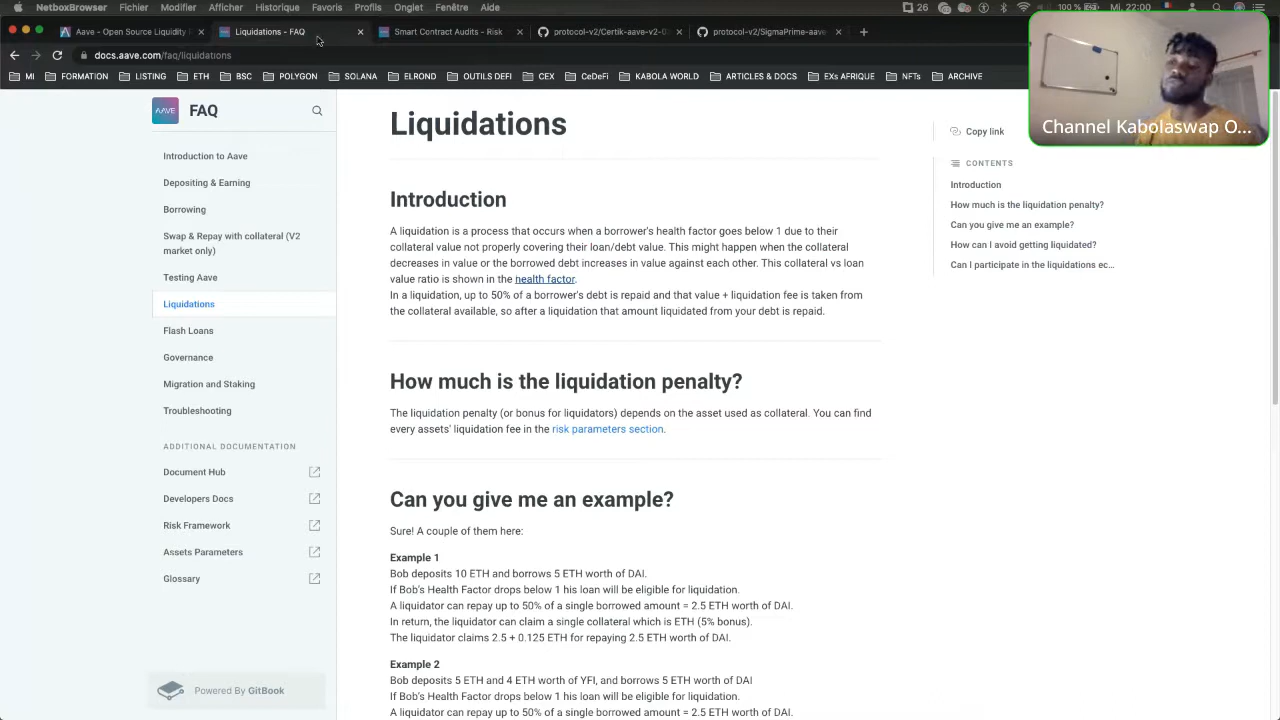 NetboxBrowser Fichier Modifier Afficher Historique Favoris Profils Onglet Fenêtre Aide
26 100 % Dim. 13 mars 22:00
Aave - Open Source Liquidity
Liquidations - FAQ
Smart Contract Audits - Risk
protocol-v2/Certik-aave-v2-0
protocol-v2/SigmaPrime-aave
docs.aave.com/faq/liquidations
MI FORMATION LISTING ETH BSC POLYGON SOLANA ELROND OUTILS DEFI CEX CeDeFi KABOLA WORLD ARTICLES & DOCS EXs AFRIQUE NFTs ARCHIVE
Channel Kabolaswap O...
AAVE FAQ
Introduction to Aave
Depositing & Earning
Borrowing
Swap & Repay with collateral (V2
market only)
Testing Aave
Liquidations
Flash Loans
Governance
Migration and Staking
Troubleshooting
ADDITIONAL DOCUMENTATION
Document Hub
Developers Docs
Risk Framework
Assets Parameters
Glossary
Powered By GitBook
Liquidations
Introduction
A liquidation is a process that occurs when a borrower's health factor goes below 1 due to their
collateral value not properly covering their loan/debt value. This might happen when the collateral
decreases in value or the borrowed debt increases in value against each other. This collateral vs loan
value ratio is shown in the health factor.
In a liquidation, up to 50% of a borrower's debt is repaid and that value + liquidation fee is taken from
the collateral available, so after a liquidation that amount liquidated from your debt is repaid.
How much is the liquidation penalty?
The liquidation penalty (or bonus for liquidators) depends on the asset used as collateral. You can find
every assets' liquidation fee in the risk parameters section.
Can you give me an example?
Sure! A couple of them here:
Example 1
Bob deposits 10 ETH and borrows 5 ETH worth of DAI.
If Bob's Health Factor drops below 1 his loan will be eligible for liquidation.
A liquidator can repay up to 50% of a single borrowed amount = 2.5 ETH worth of DAI.
In return, the liquidator can claim a single collateral which is ETH (5% bonus).
The liquidator claims 2.5 + 0.125 ETH for repaying 2.5 ETH worth of DAI.
Example 2
Bob deposits 5 ETH and 4 ETH worth of YFI, and borrows 5 ETH worth of DAI
If Bob's Health Factor drops below 1 his loan will be eligible for liquidation.
A liquidator can repay up to 50% of a single borrowed amount = 2.5 ETH worth of DAI.
Copy link
CONTENTS
Introduction
How much is the liquidation penalty?
Can you give me an example?
How can I avoid getting liquidated?
Can I participate in the liquidations ec...